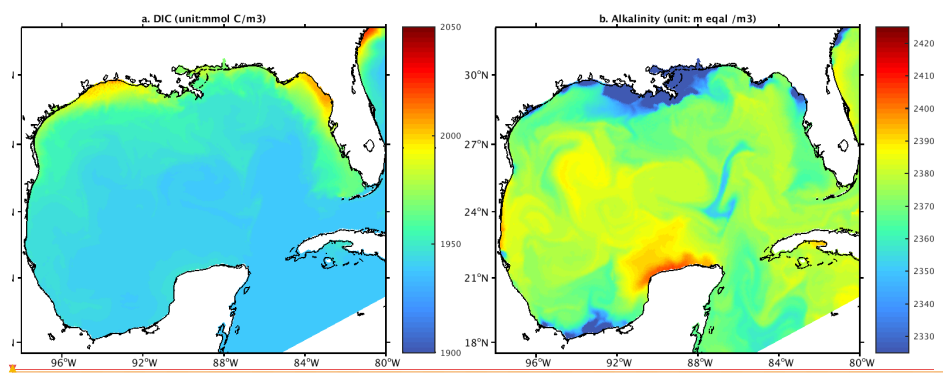 a. DIC (unit:mmol C/m3)
2050
2000
1950
1900
96°W 92°W 88°W 84°W 80°W
b. Alkalinity (unit: m eqal /m3)
30°N
27°N
24°N
21°N
18°N
2420
2410
2400
2390
2380
2370
2360
2350
2340
2330
96°W 92°W 88°W 84°W 80°W